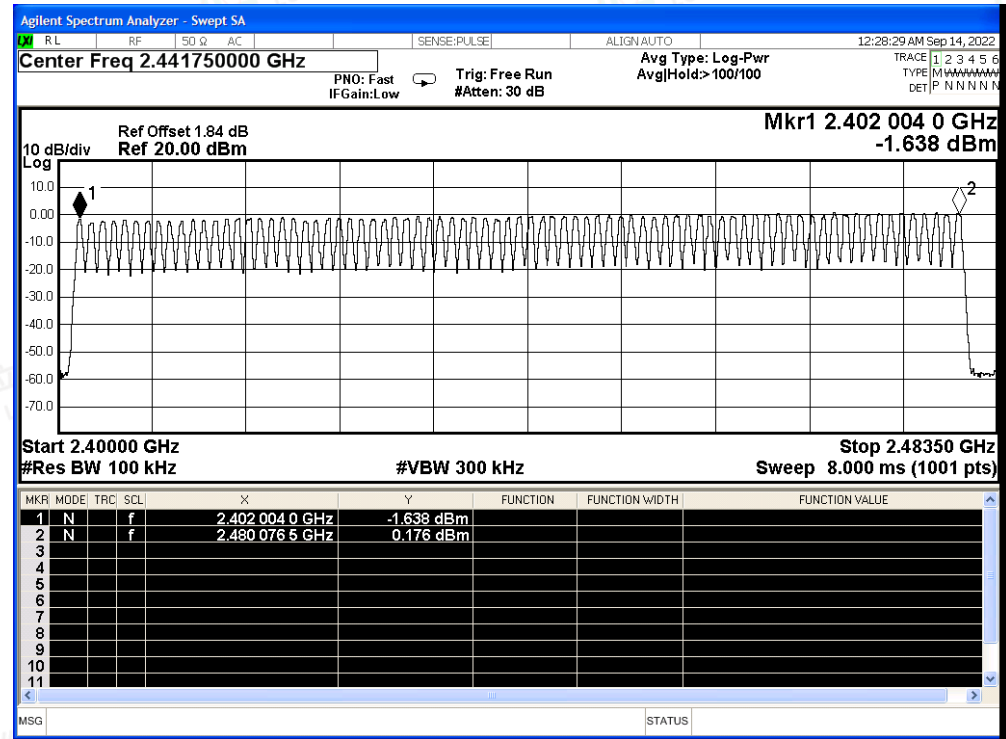 Agilent Spectrum Analyzer - Swept SA
LXI RL RF 50 Ω AC SENSE:PULSE ALIGN AUTO 12:28:29 AM Sep 14, 2022
Center Freq 2.441750000 GHz
PNO: Fast
IFGain:Low
Trig: Free Run
#Atten: 30 dB
Avg Type: Log-Pwr
Avg|Hold:> 100/100
TRACE 1 2 3 4 5 6
TYPE M W W W W W
DET P N N N N N
Mkr1 2.402 004 0 GHz
-1.638 dBm
Ref Offset 1.84 dB
10 dB/div Ref 20.00 dBm
Log
10.0
0.00
-10.0
-20.0
-30.0
-40.0
-50.0
-60.0
-70.0
1
2
Start 2.40000 GHz Stop 2.48350 GHz
#Res BW 100 kHz #VBW 300 kHz Sweep 8.000 ms (1001 pts)
MKR MODE TRC SCL X Y FUNCTION FUNCTION WIDTH FUNCTION VALUE
1 N f 2.402 004 0 GHz -1.638 dBm
2 N f 2.480 076 5 GHz 0.176 dBm
3
4
5
6
7
8
9
10
11
MSG STATUS